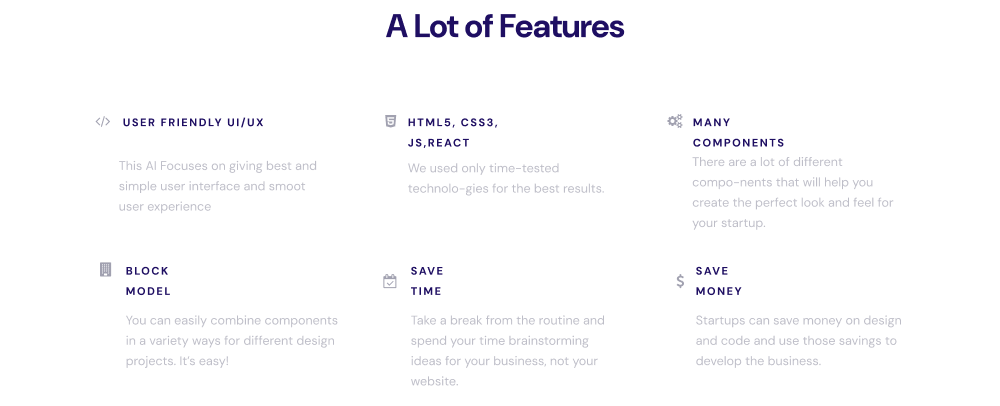 A Lot of Features
USER FRIENDLY UI/UX
This AI Focuses on giving best and
simple user interface and smoot
user experience
HTML5, CSS3,
JS,REACT
We used only time-tested
technolo-gies for the best results.
MANY
COMPONENTS
There are a lot of different
compo-nents that will help you
create the perfect look and feel for
your startup.
BLOCK
MODEL
You can easily combine components
in a variety ways for different design
projects. It's easy!
SAVE
TIME
Take a break from the routine and
spend your time brainstorming
ideas for your business, not your
website.
SAVE
MONEY
Startups can save money on design
and code and use those savings to
develop the business.